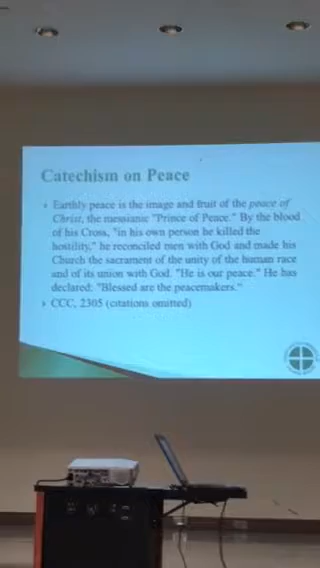 Catechism on Peace
Earthly peace is the image and fruit of the peace of
Christ, the messianic "Prince of Peace." By the blood
of his Cross, "in his own person he killed the
hostility," he reconciled men with God and made his
Church the sacrament of the unity of the human race
and of its union with God. "He is our peace." He has
declared: "Blessed are the peacemakers."
CCC, 2305 (citations omitted)